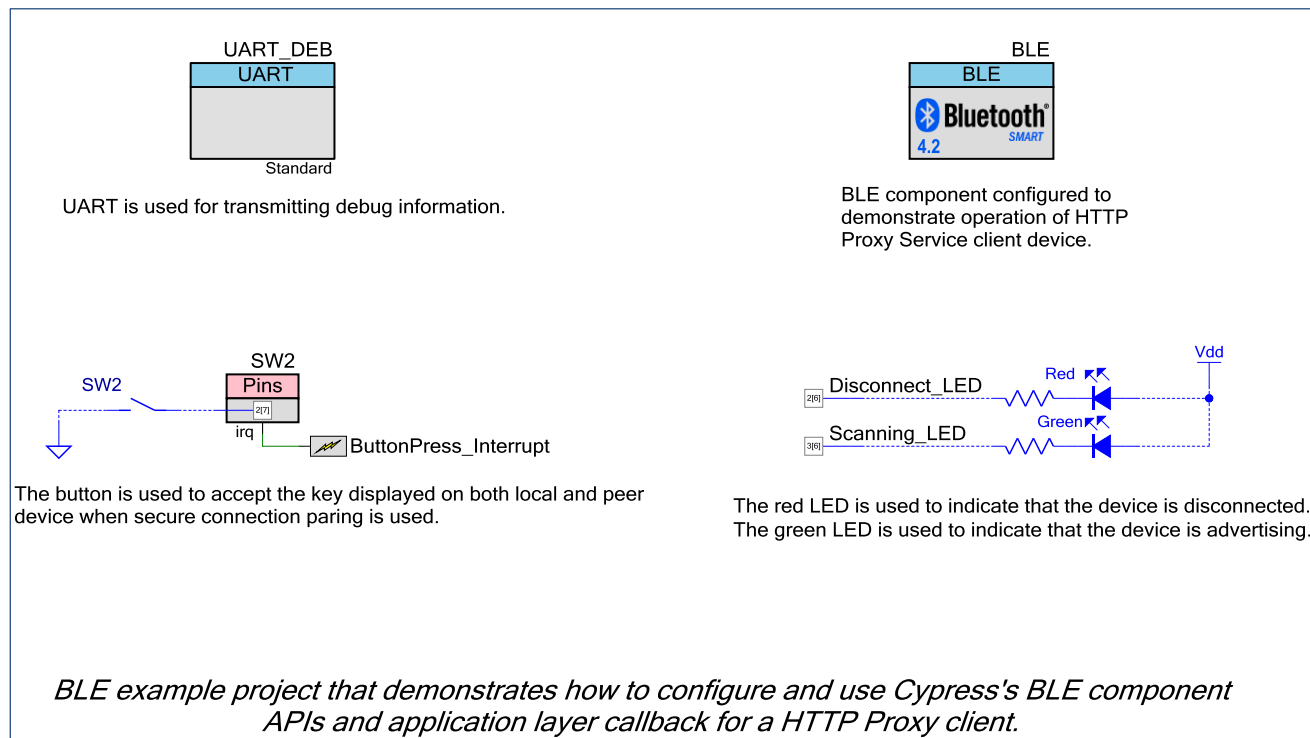 UART_DEB
UART
Standard
UART is used for transmitting debug information.
BLE
BLE
Bluetooth®
SMART
4.2
BLE component configured to
demonstrate operation of HTTP
Proxy Service client device.
SW2
SW2
Pins
2[7]
irq
ButtonPress_Interrupt
The button is used to accept the key displayed on both local and peer
device when secure connection paring is used.
Vdd
Red
Disconnect_LED
2[6]
Green
Scanning_LED
3[6]
The red LED is used to indicate that the device is disconnected.
The green LED is used to indicate that the device is advertising.
BLE example project that demonstrates how to configure and use Cypress's BLE component
APIs and application layer callback for a HTTP Proxy client.